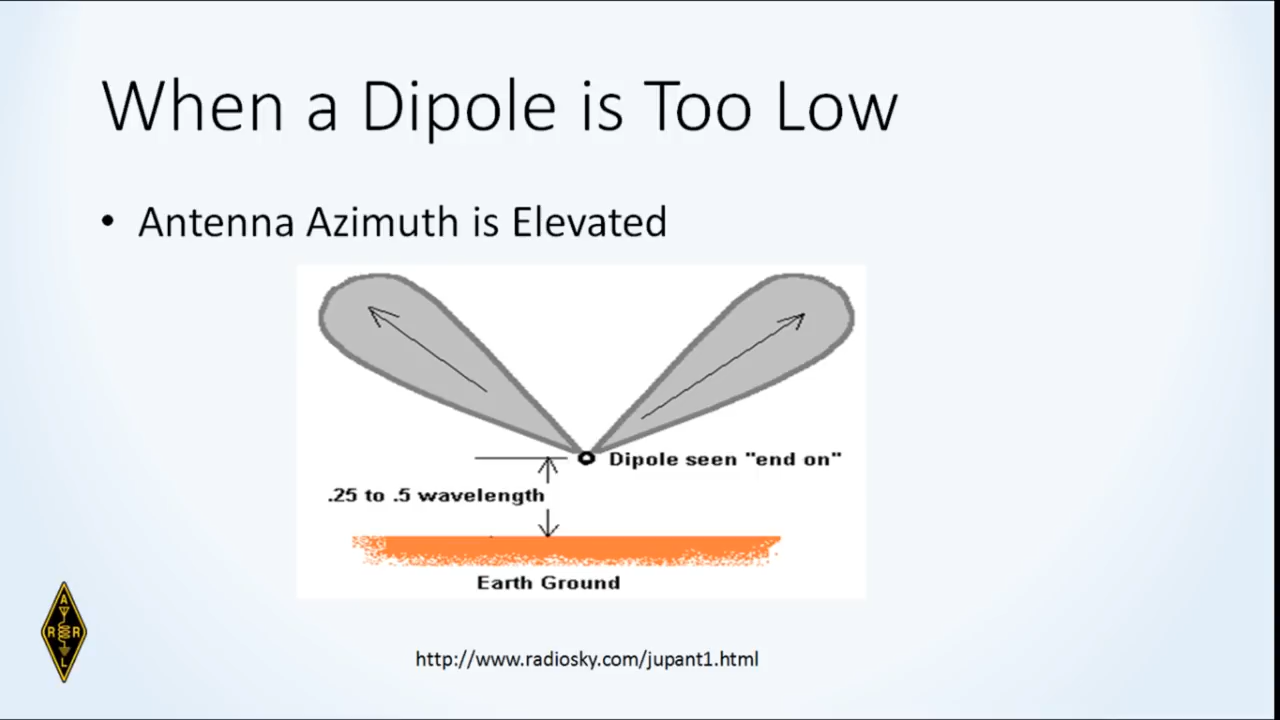 When a Dipole is Too Low
• Antenna Azimuth is Elevated
Dipole seen "end on"
.25 to .5 wavelength
Earth Ground
A
R R
L
http://www.radiosky.com/jupant1.html